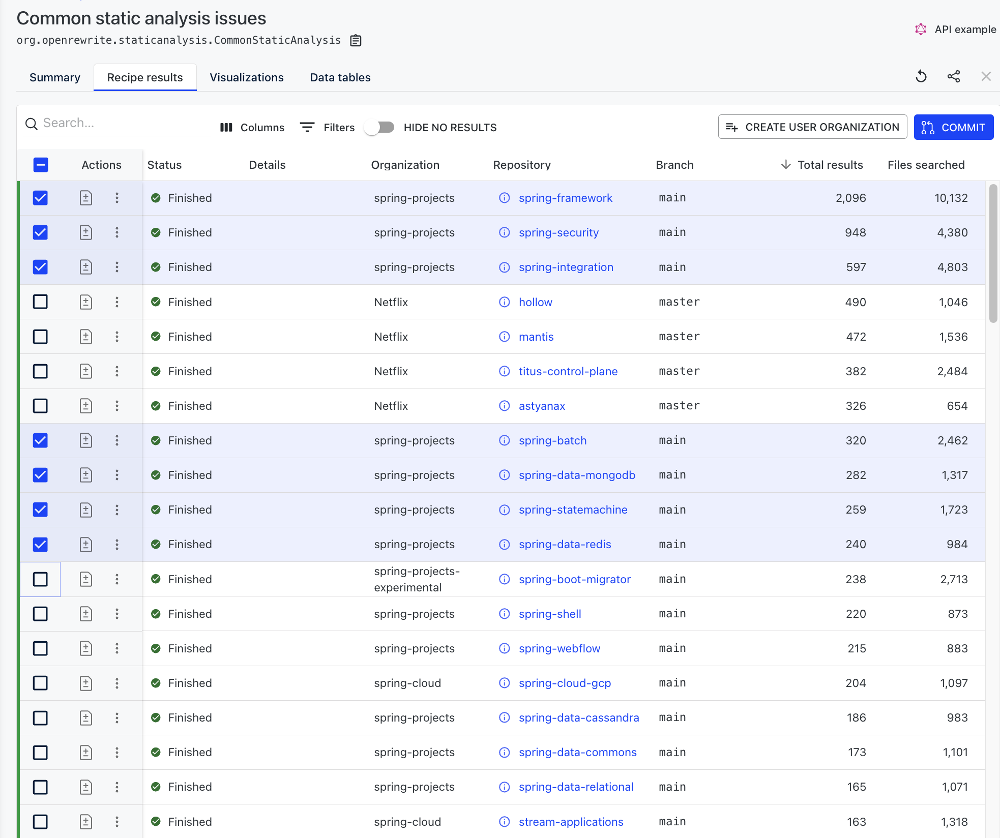 Common static analysis issues
API example
org.openrewrite.staticanalysis.CommonStaticAnalysis
Summary Recipe results Visualizations Data tables
Search... Columns Filters HIDE NO RESULTS CREATE USER ORGANIZATION COMMIT
Actions Status Details Organization Repository Branch Total results Files searched
Finished spring-projects spring-framework main 2,096 10,132
Finished spring-projects spring-security main 948 4,380
Finished spring-projects spring-integration main 597 4,803
Finished Netflix hollow master 490 1,046
Finished Netflix mantis master 472 1,536
Finished Netflix titus-control-plane master 382 2,484
Finished Netflix astyanax master 326 654
Finished spring-projects spring-batch main 320 2,462
Finished spring-projects spring-data-mongodb main 282 1,317
Finished spring-projects spring-statemachine main 259 1,723
Finished spring-projects spring-data-redis main 240 984
Finished spring-projects-experimental spring-boot-migrator main 238 2,713
Finished spring-projects spring-shell main 220 873
Finished spring-projects spring-webflow main 215 883
Finished spring-cloud spring-cloud-gcp main 204 1,097
Finished spring-projects spring-data-cassandra main 186 983
Finished spring-projects spring-data-commons main 173 1,101
Finished spring-projects spring-data-relational main 165 1,071
Finished spring-cloud stream-applications main 163 1,318